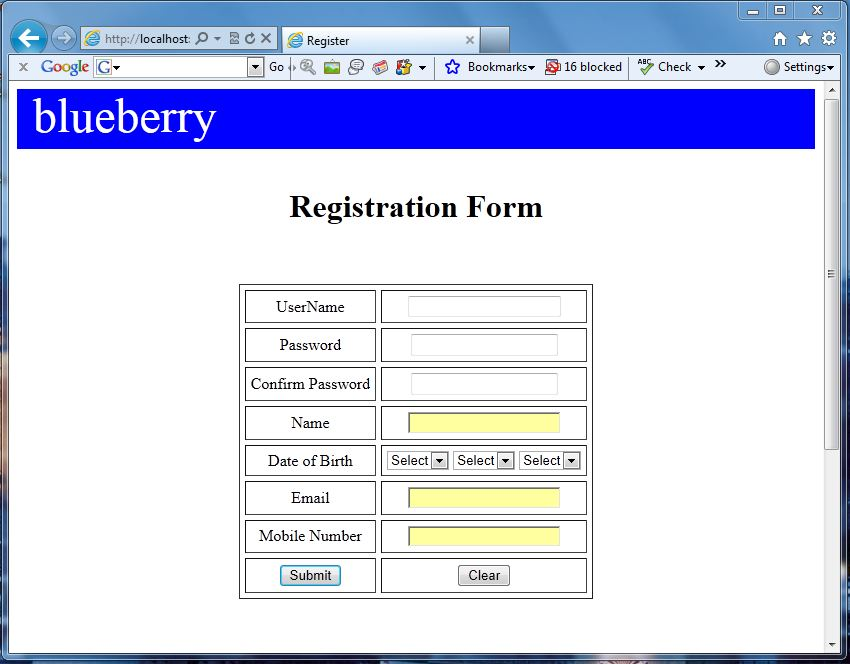 http://localhost:
Register
x Google G Go Bookmarks 16 blocked ABC Check » Settings
blueberry
Registration Form
UserName
Password
Confirm Password
Name
Date of Birth Select Select Select
Email
Mobile Number
Submit Clear